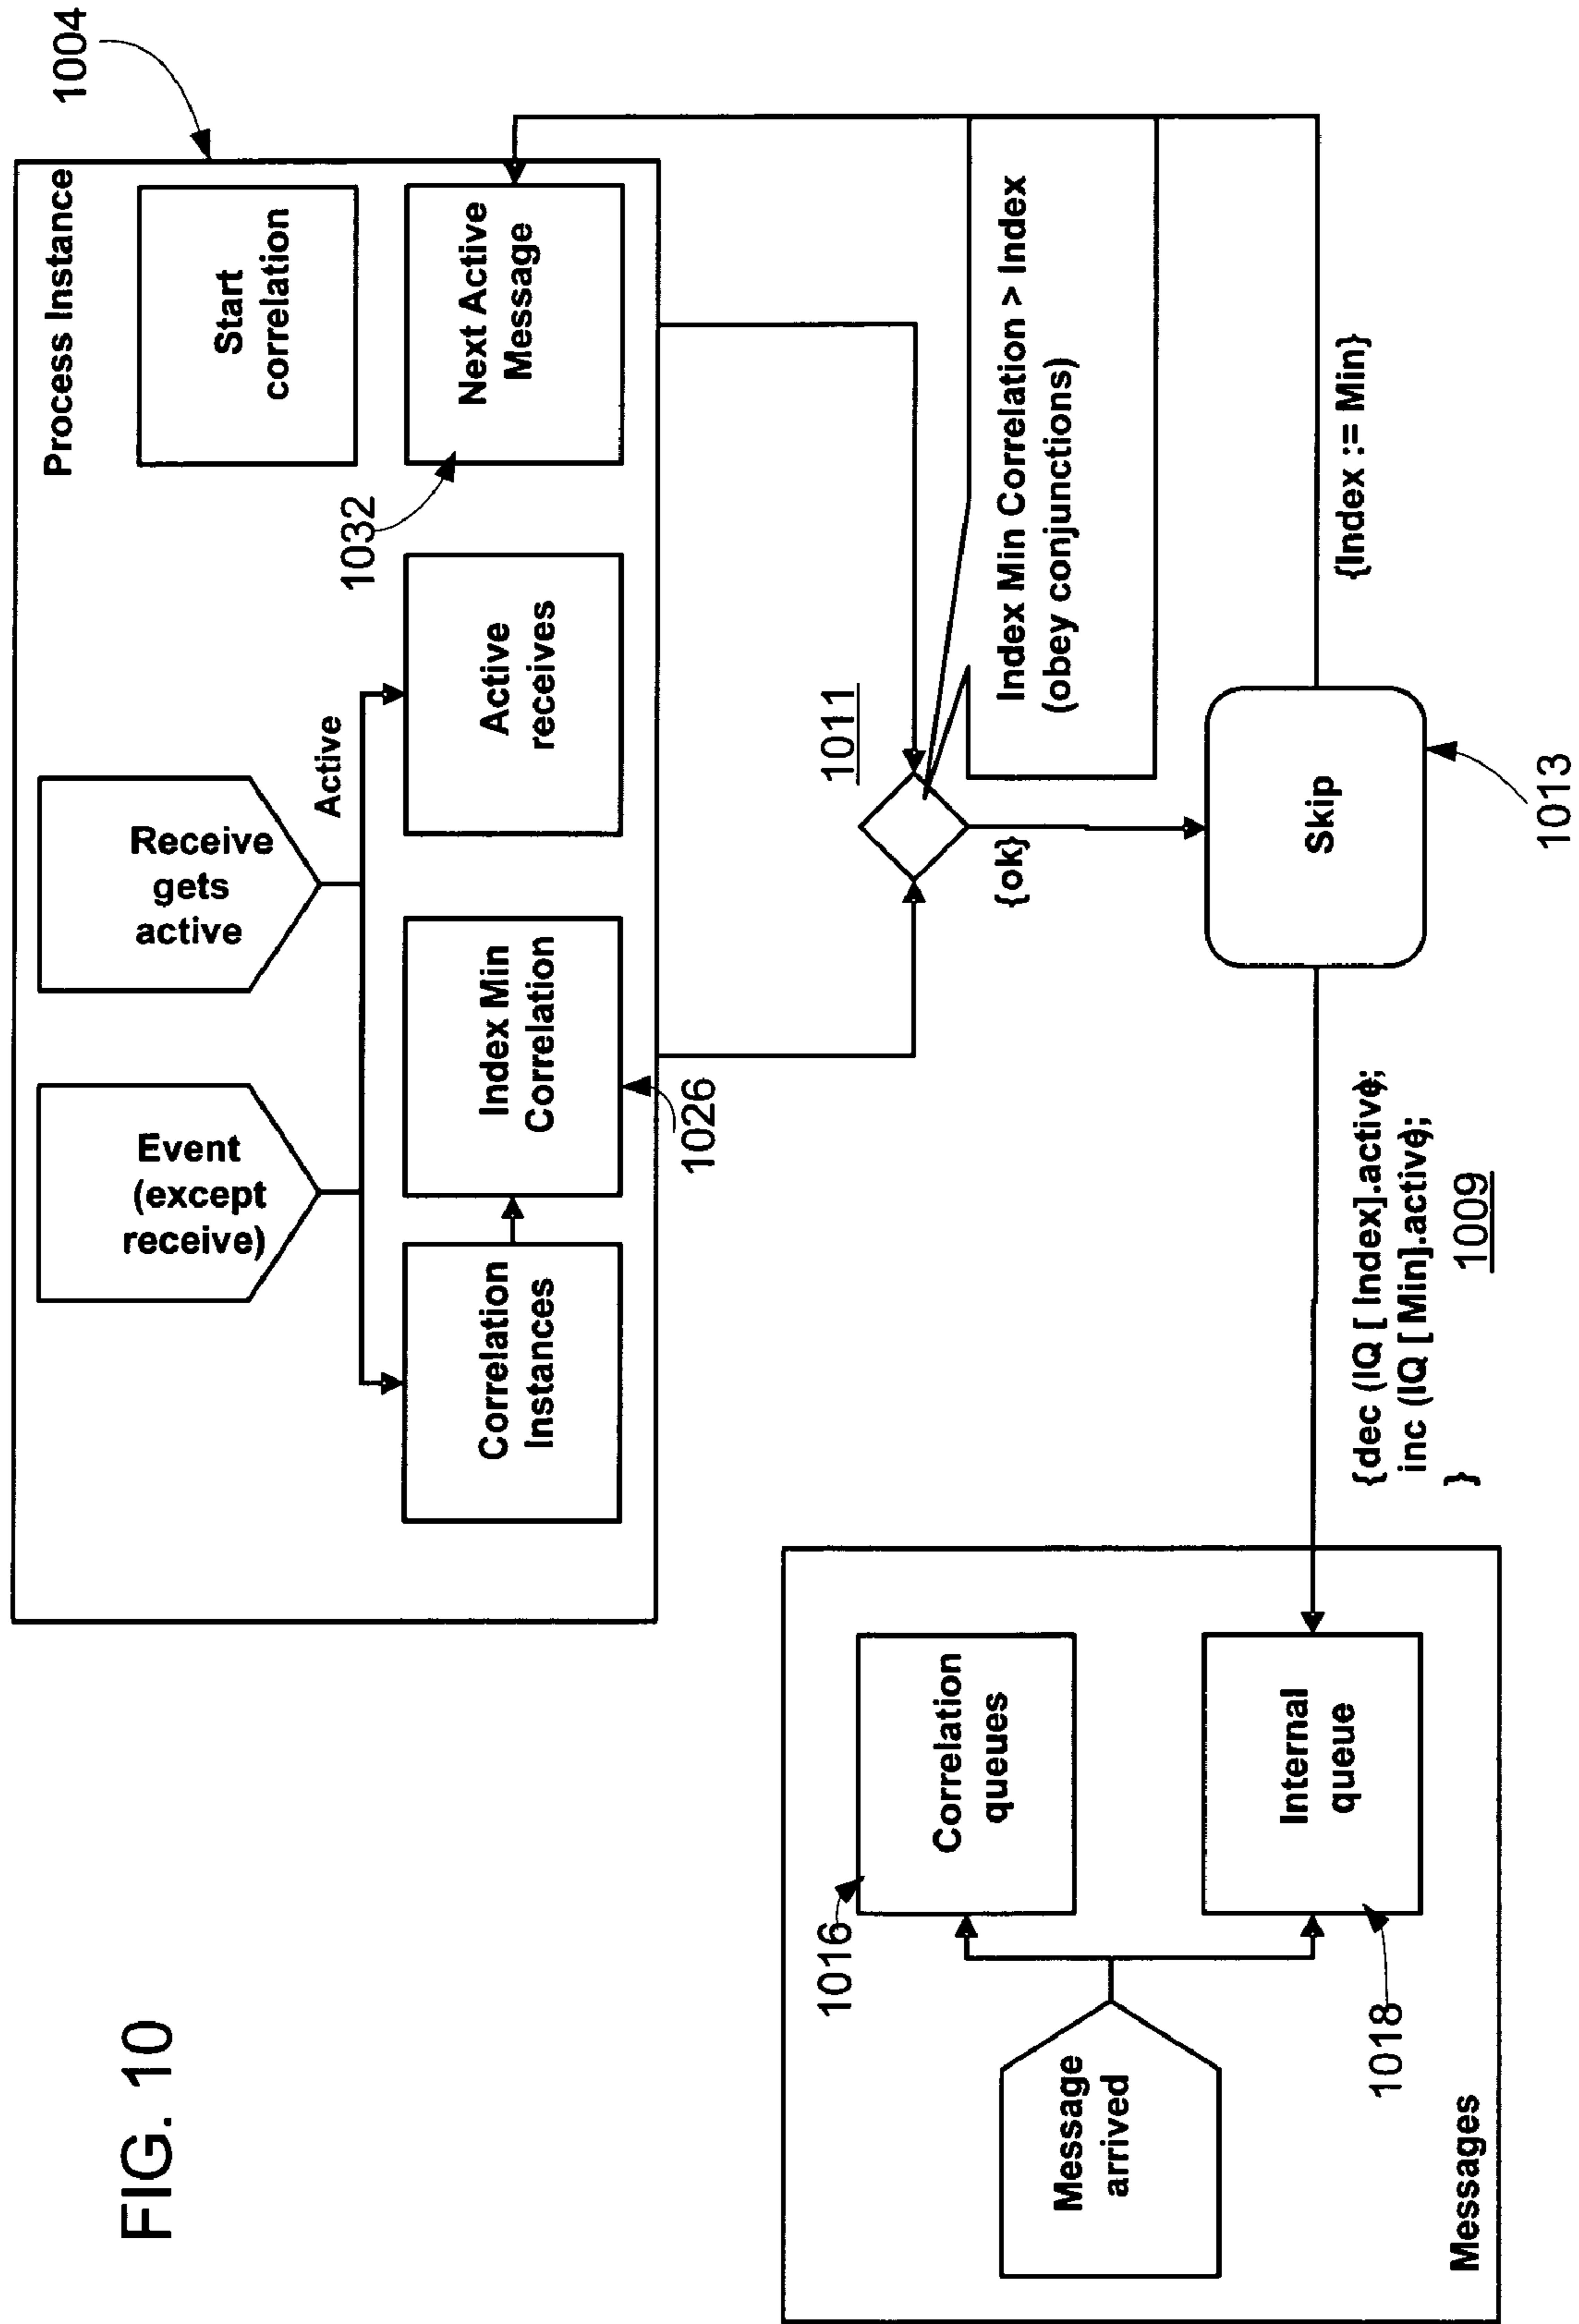 FIG. 10
Process Instance
1004
Event
(except
receive)
Receive
gets
active
Active
Start
correlation
Correlation
Instances
Index Min
Correlation
Active
receives
Next Active
Message
1026
1032
1011
{ok}
Index Min Correlation > Index
(obey conjunctions)
Skip
1013
{Index := Min}
{dec (IQ [ Index].active);
inc (IQ [ Min].active);
}
1009
Messages
Message
arrived
Correlation
queues
Internal
queue
1016
1018